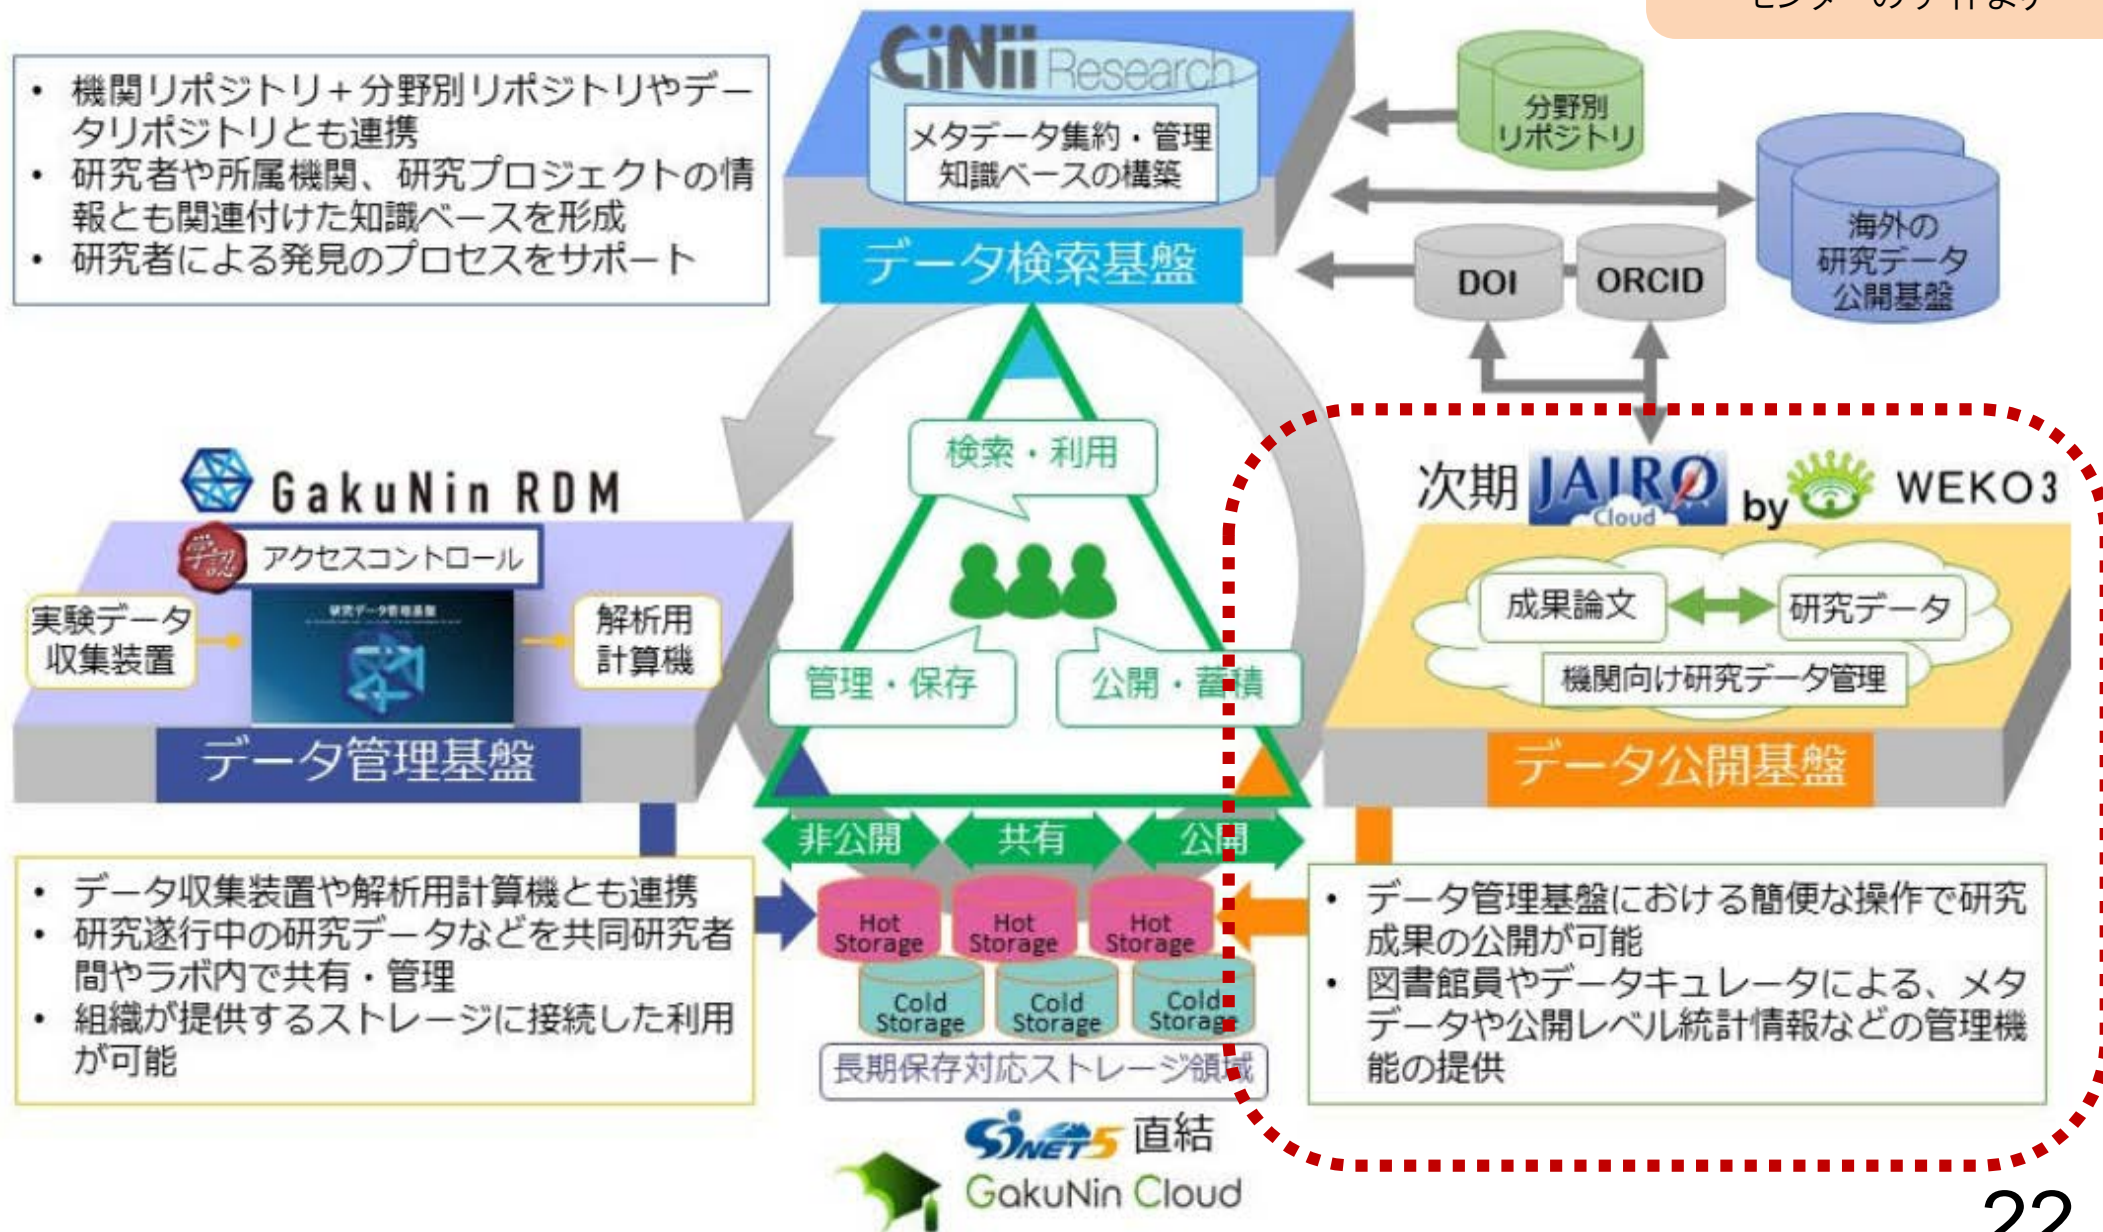 CiNii Research
メタデータ集約・管理
知識ベースの構築
データ検索基盤
• 機関リポジトリ+分野別リポジトリやデー
タリポジトリとも連携
• 研究者や所属機関、研究プロジェクトの情
報とも関連付けた知識ベースを形成
• 研究者による発見のプロセスをサポート
分野別
リポジトリ
海外の
研究データ
公開基盤
DOI
ORCID
検索・利用
管理・保存
公開・蓄積
GakuNin RDM
学認
アクセスコントロール
実験データ
収集装置
研究データ管理基盤
解析用
計算機
データ管理基盤
次期 JAIRO Cloud by WEKO3
成果論文
研究データ
機関向け研究データ管理
データ公開基盤
非公開
共有
公開
• データ収集装置や解析用計算機とも連携
• 研究遂行中の研究データなどを共同研究者
間やラボ内で共有・管理
• 組織が提供するストレージに接続した利用
が可能
Hot
Storage
Hot
Storage
Hot
Storage
Cold
Storage
Cold
Storage
Cold
Storage
長期保存対応ストレージ領域
• データ管理基盤における簡便な操作で研究
成果の公開が可能
• 図書館員やデータキュレータによる、メタ
データや公開レベル統計情報などの管理機
能の提供
SINET5 直結
GakuNin Cloud
22